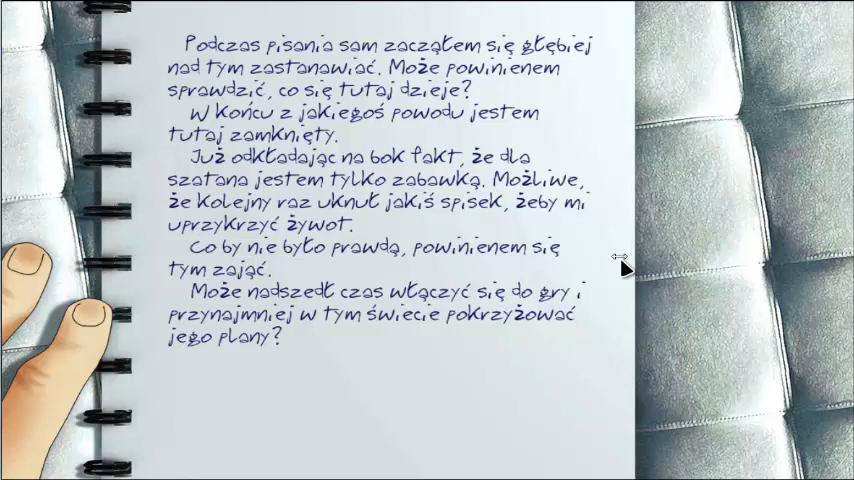 Podczas pisania sam zacząłem się głębiej
nad tym zastanawiać. Może powinienem
sprawdzić, co się tutaj dzieje?
W końcu z jakiegoś powodu jestem
tutaj zamknięty.
Już odkładając na bok fakt, że dla
szatana jestem tylko zabawką. Możliwe,
że kolejny raz uknuł jakiś spisek, żeby mi
uprzykrzyć żywot.
Co by nie było prawdą, powinienem się
tym zająć.
Może nadszedł czas włączyć się do gry i
przynajmniej w tym świecie pokrzyżować
jego plany?